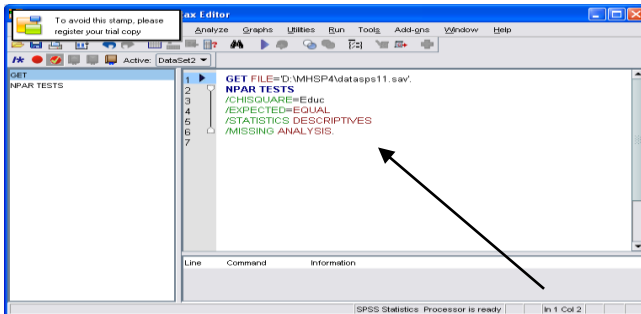 To avoid this stamp, please
register your trial copy
ax Editor
Analyze Graphs Utilities Run Tools Add-ons Window Help
Active: DataSet2
GET
NPAR TESTS
1 GET FILE='D:\MHSP4\datasps11.sav'.
2 NPAR TESTS
3 /CHISQUARE=Educ
4 /EXPECTED=EQUAL
5 /STATISTICS DESCRIPTIVES
6 /MISSING ANALYSIS.
7
Line Command Information
SPSS Statistics Processor is ready In 1 Col 2